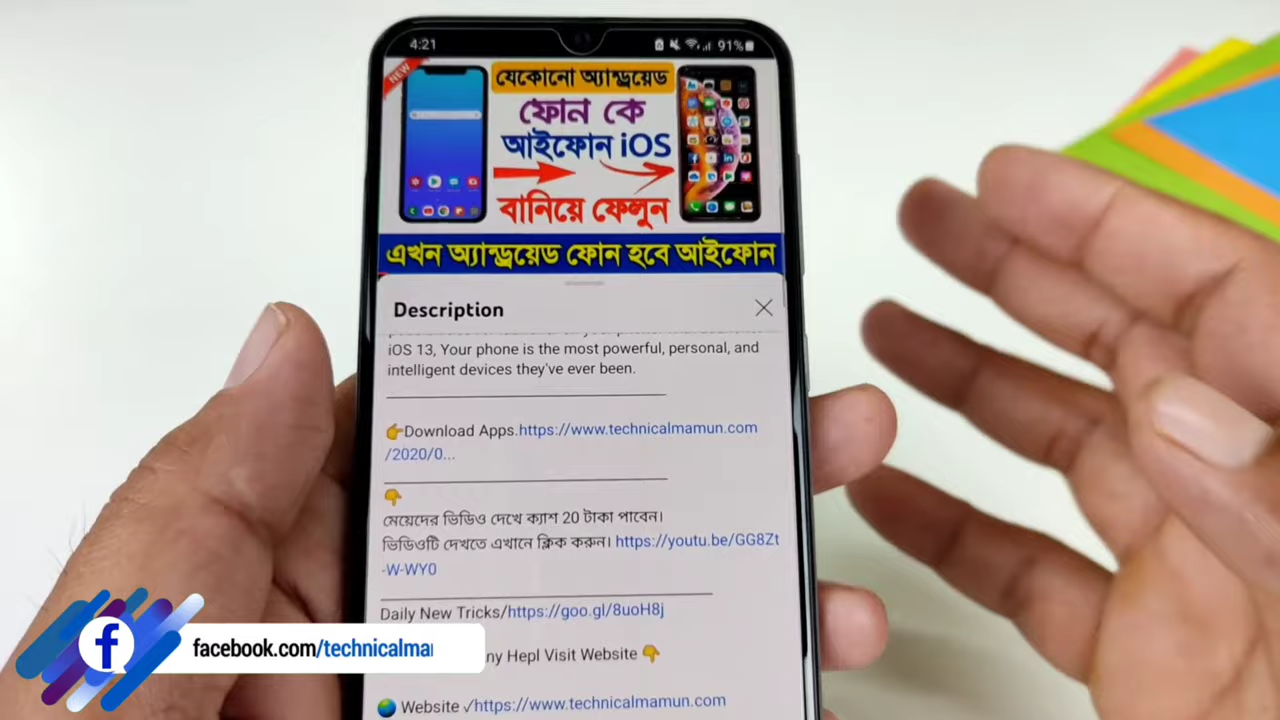 4:21
91%
NEW
যেকোনো অ্যান্ড্রয়েড
ফোন কে
আইফোন iOS
বানিয়ে ফেলুন
এখন অ্যান্ড্রয়েড ফোন হবে আইফোন
Description
iOS 13, Your phone is the most powerful, personal, and
intelligent devices they've ever been.
👉Download Apps.https://www.technicalmamun.com
/2020/0...
👇
মেয়েদের ভিডিও দেখে ক্যাশ 20 টাকা পাবেন।
ভিডিওটি দেখতে এখানে ক্লিক করুন। https://youtu.be/GG8Zt
-W-WY0
Daily New Tricks/https://goo.gl/8uoH8j
ny Hepl Visit Website 👇
🌏 Website √https://www.technicalmamun.com
f facebook.com/technicalma